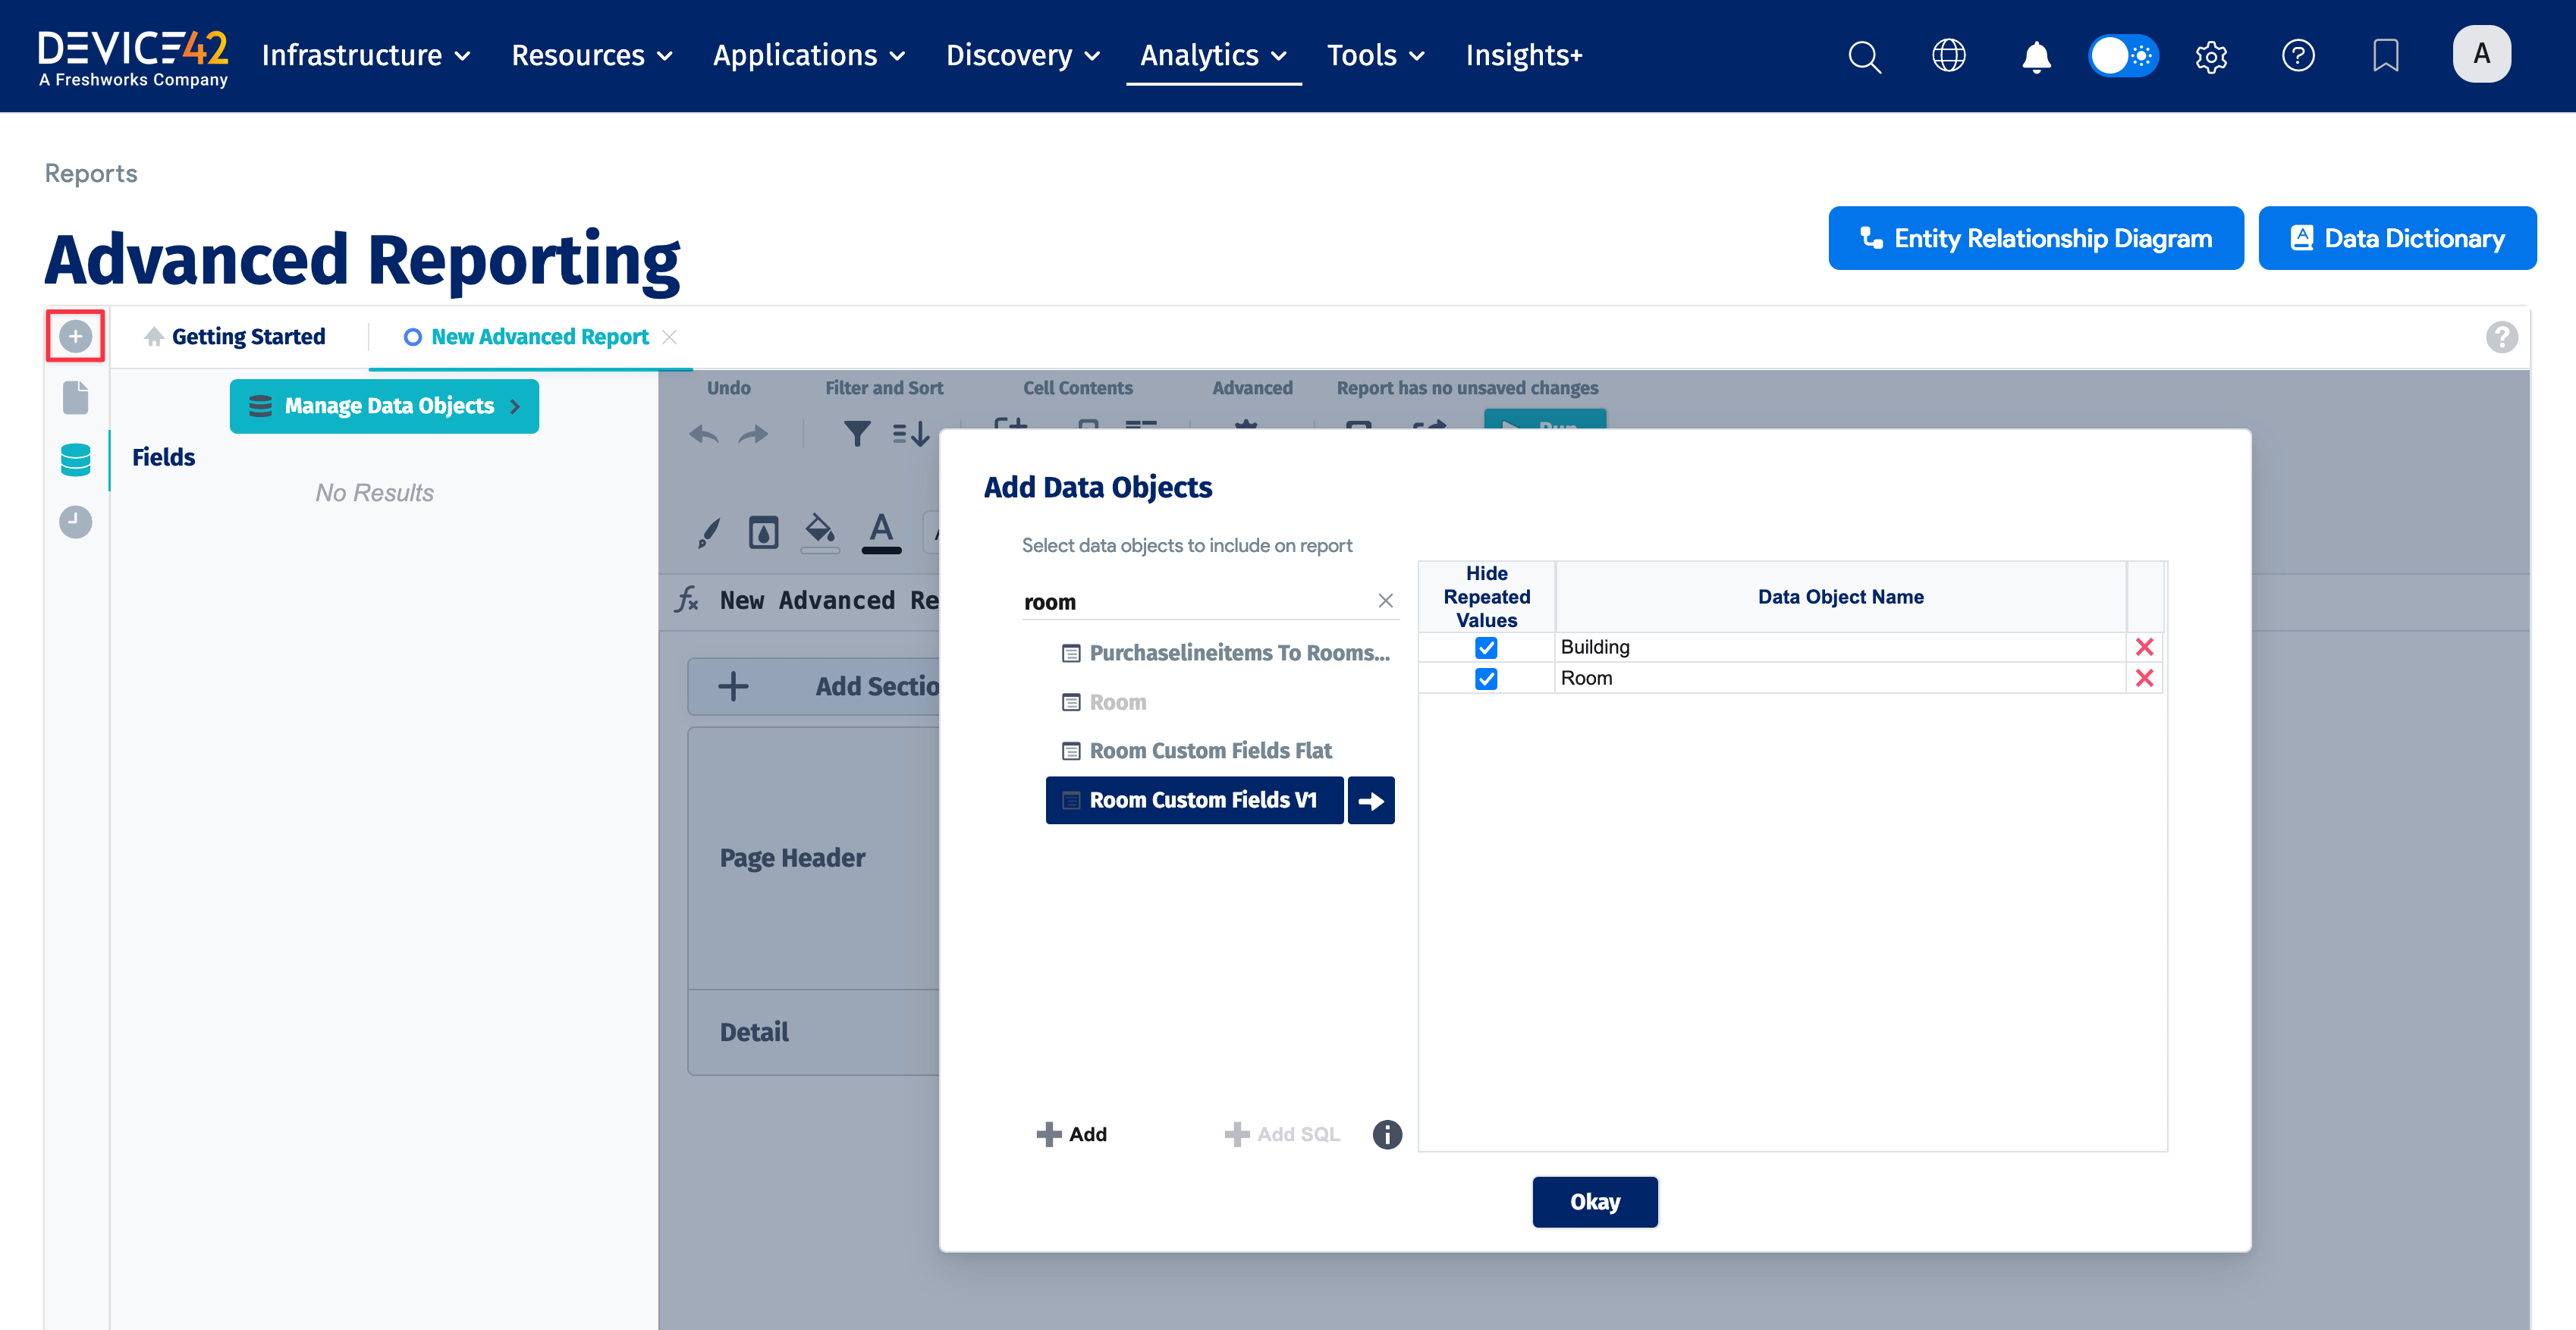 DEVICE42
A Freshworks Company
Infrastructure
Resources
Applications
Discovery
Analytics
Tools
Insights+
A
Reports
Advanced Reporting
Entity Relationship Diagram
Data Dictionary
Getting Started
New Advanced Report
Manage Data Objects
Fields
No Results
Undo
Filter and Sort
Cell Contents
Advanced
Report has no unsaved changes
Run
New Advanced Re
Add Sectio
Page Header
Detail
Add Data Objects
Select data objects to include on report
room
Purchaselineitems To Rooms...
Room
Room Custom Fields Flat
Room Custom Fields V1
Add
Add SQL
Hide
Repeated
Values
Data Object Name
Building
Room
Okay